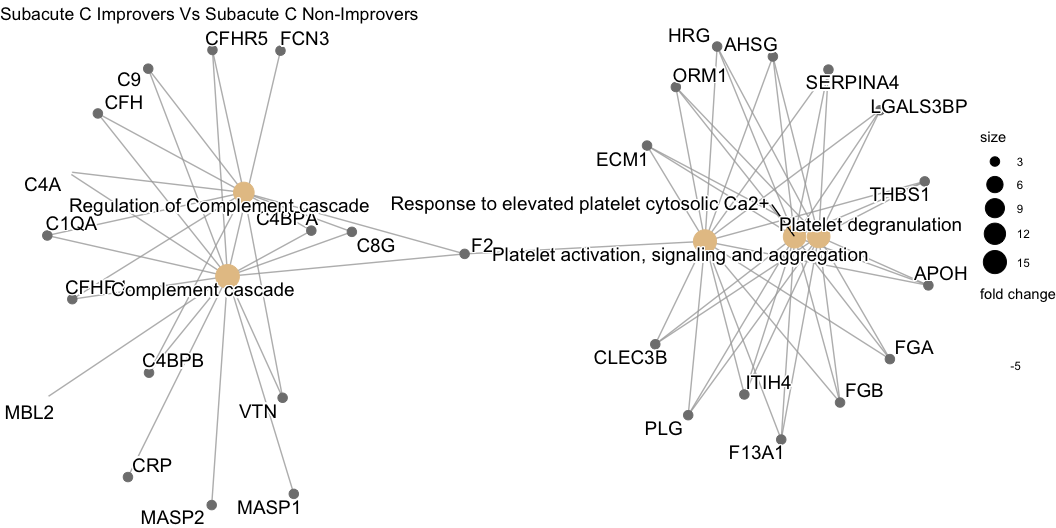 Subacute C Improvers Vs Subacute C Non-Improvers
CFHR5
FCN3
HRG
AHSG
C9
ORM1
SERPINA4
CFH
LGALS3BP
size
3
ECM1
6
C4A
THBS1
Regulation of Complement cascade
Response to elevated platelet cytosolic Ca2+
9
C1QA
C4BPA
Platelet degranulation
12
C8G
F2
Platelet activation, signaling and aggregation
15
APOH
Complement cascade
fold change
FGA
C4BPB
CLEC3B
-5
ITIH4
FGB
MBL2
VTN
PLG
F13A1
CRP
MASP2
MASP1